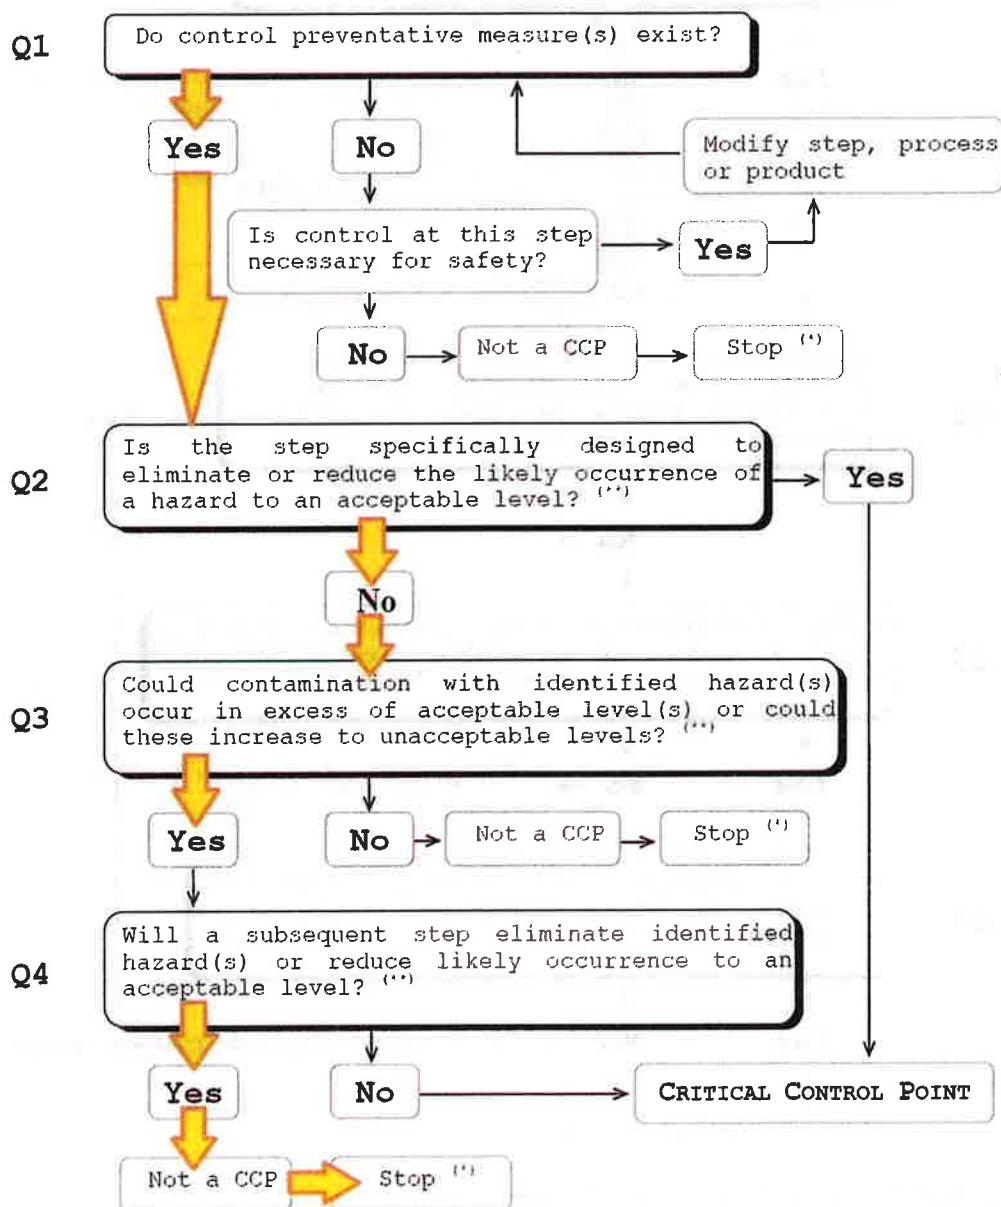 Q1
Do control preventative measure(s) exist?
Yes
No
Modify step, process
or product
Is control at this step
necessary for safety?
Yes
No
Not a CCP
Stop (*)
Q2
Is the step specifically designed to
eliminate or reduce the likely occurrence of
a hazard to an acceptable level? (**)
Yes
No
Q3
Could contamination with identified hazard(s)
occur in excess of acceptable level(s) or could
these increase to unacceptable levels? (**)
Yes
No
Not a CCP
Stop (*)
Q4
Will a subsequent step eliminate identified
hazard(s) or reduce likely occurrence to an
acceptable level? (**)
Yes
No
CRITICAL CONTROL POINT
Not a CCP
Stop (*)